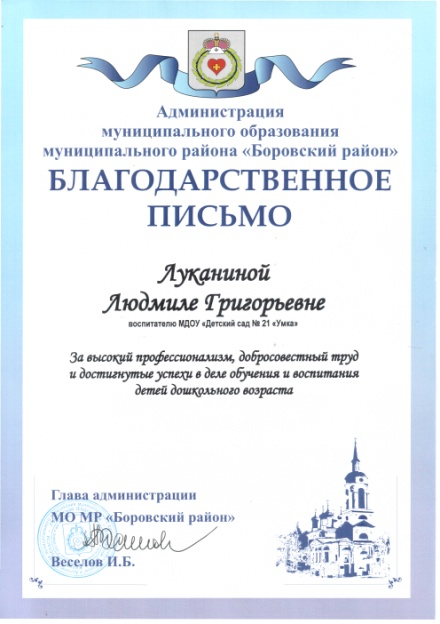 Администрация
муниципального образования
муниципального района «Боровский район»
БЛАГОДАРСТВЕННОЕ
ПИСЬМО
Луканиной
Людмиле Григорьевне
воспитателю МДОУ «Детский сад № 21 «Умка»
За высокий профессионализм, добросовестный труд
и достигнутые успехи в деле обучения и воспитания
детей дошкольного возраста
Глава администрации
МО МР «Боровский район»
Веселов И.Б.